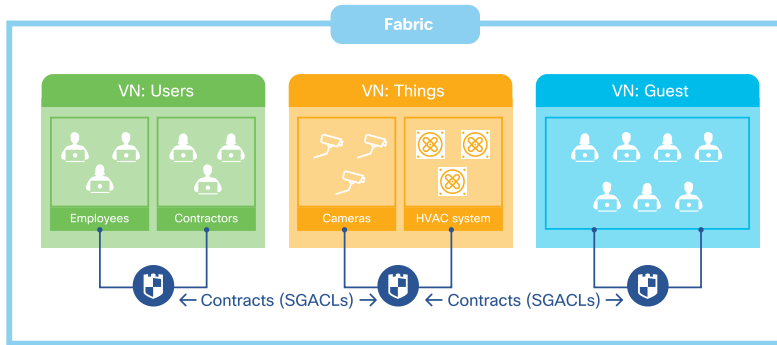 Fabric
VN: Users
VN: Things
VN: Guest
Employees
Contractors
Cameras
HVAC system
Contracts (SGACLs)
Contracts (SGACLs)